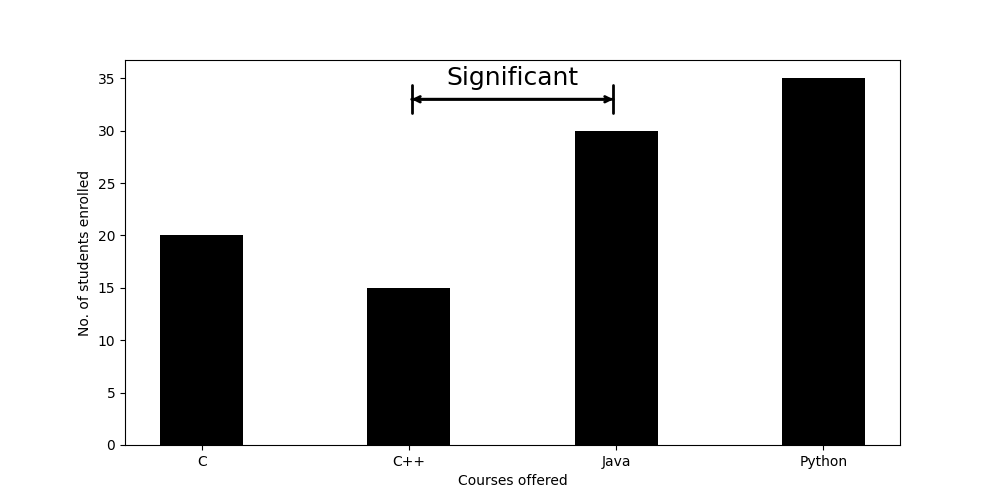 Significant
35
30
25
20
15
10
5
0
No. of students enrolled
C C++ Java Python
Courses offered